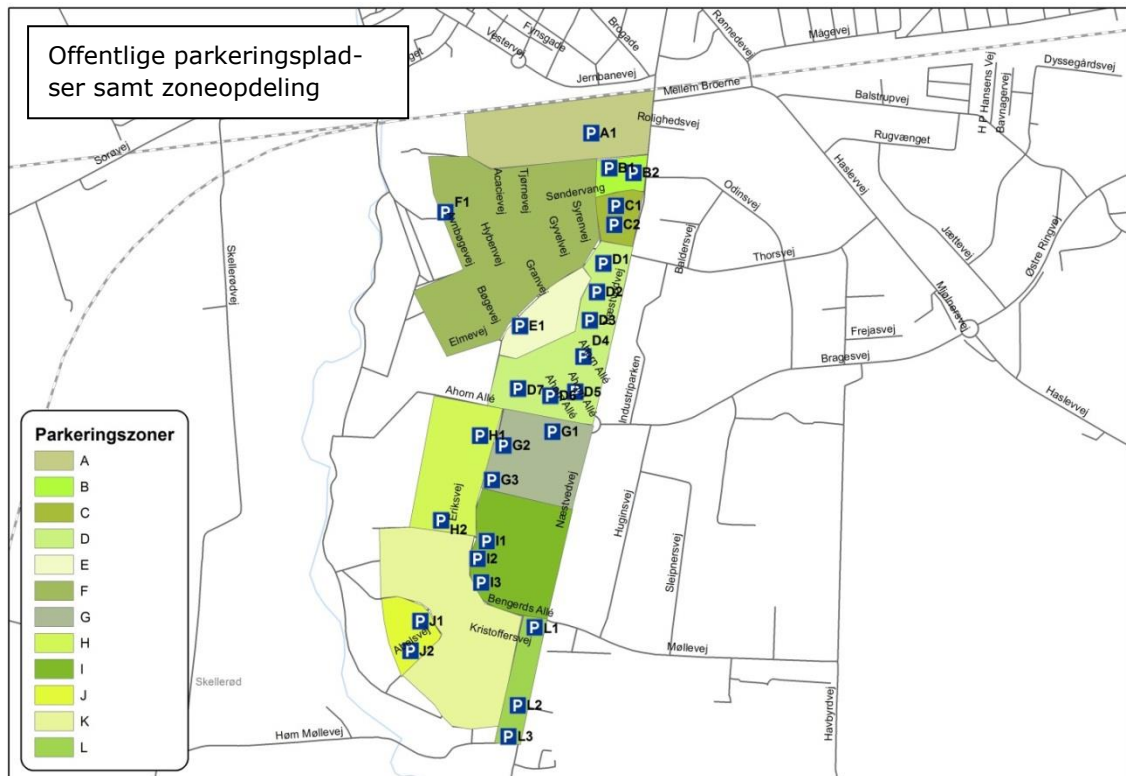 Offentlige parkeringsplad-
ser samt zoneopdeling
Vestervej
Fynsgade
Brogade
Rønnedevej
Mågevej
Jernbanevej
Mellem Broerne
Dyssegårdsvej
H P Hansens Vej
Bavnagervej
Balstrupvej
Rolighedsvej
Rugvænget
Haslevvej
Sorøvej
A1
B1
B2
Odinsvej
Acacievej
Tjørnevej
Søndervang
F1
C1
C2
Hybenvej
Gyvelvej
Syrenvej
Baldersvej
Thorsvej
Jættevej
Østre Ringvej
Skellerødvej
D1
Granvej
D2
Bøgevej
D3
E1
Elmevej
D4
Mjølnersvej
Frejasvej
Bragesvej
Ahorn Allé
D7
D6
D5
Ahorn Allé
Industriparken
Haslevvej
Parkeringszoner
A
B
C
D
E
F
G
H
I
J
K
L
H1
G1
G2
G3
Eriksvej
H2
Næstvedvej
Huginsvej
Sleipnersvej
I1
I2
I3
Bengerds Allé
J1
J2
Kristoffersvej
L1
Møllevej
Skellerød
L2
L3
Høm Møllevej
Havbyrdvej